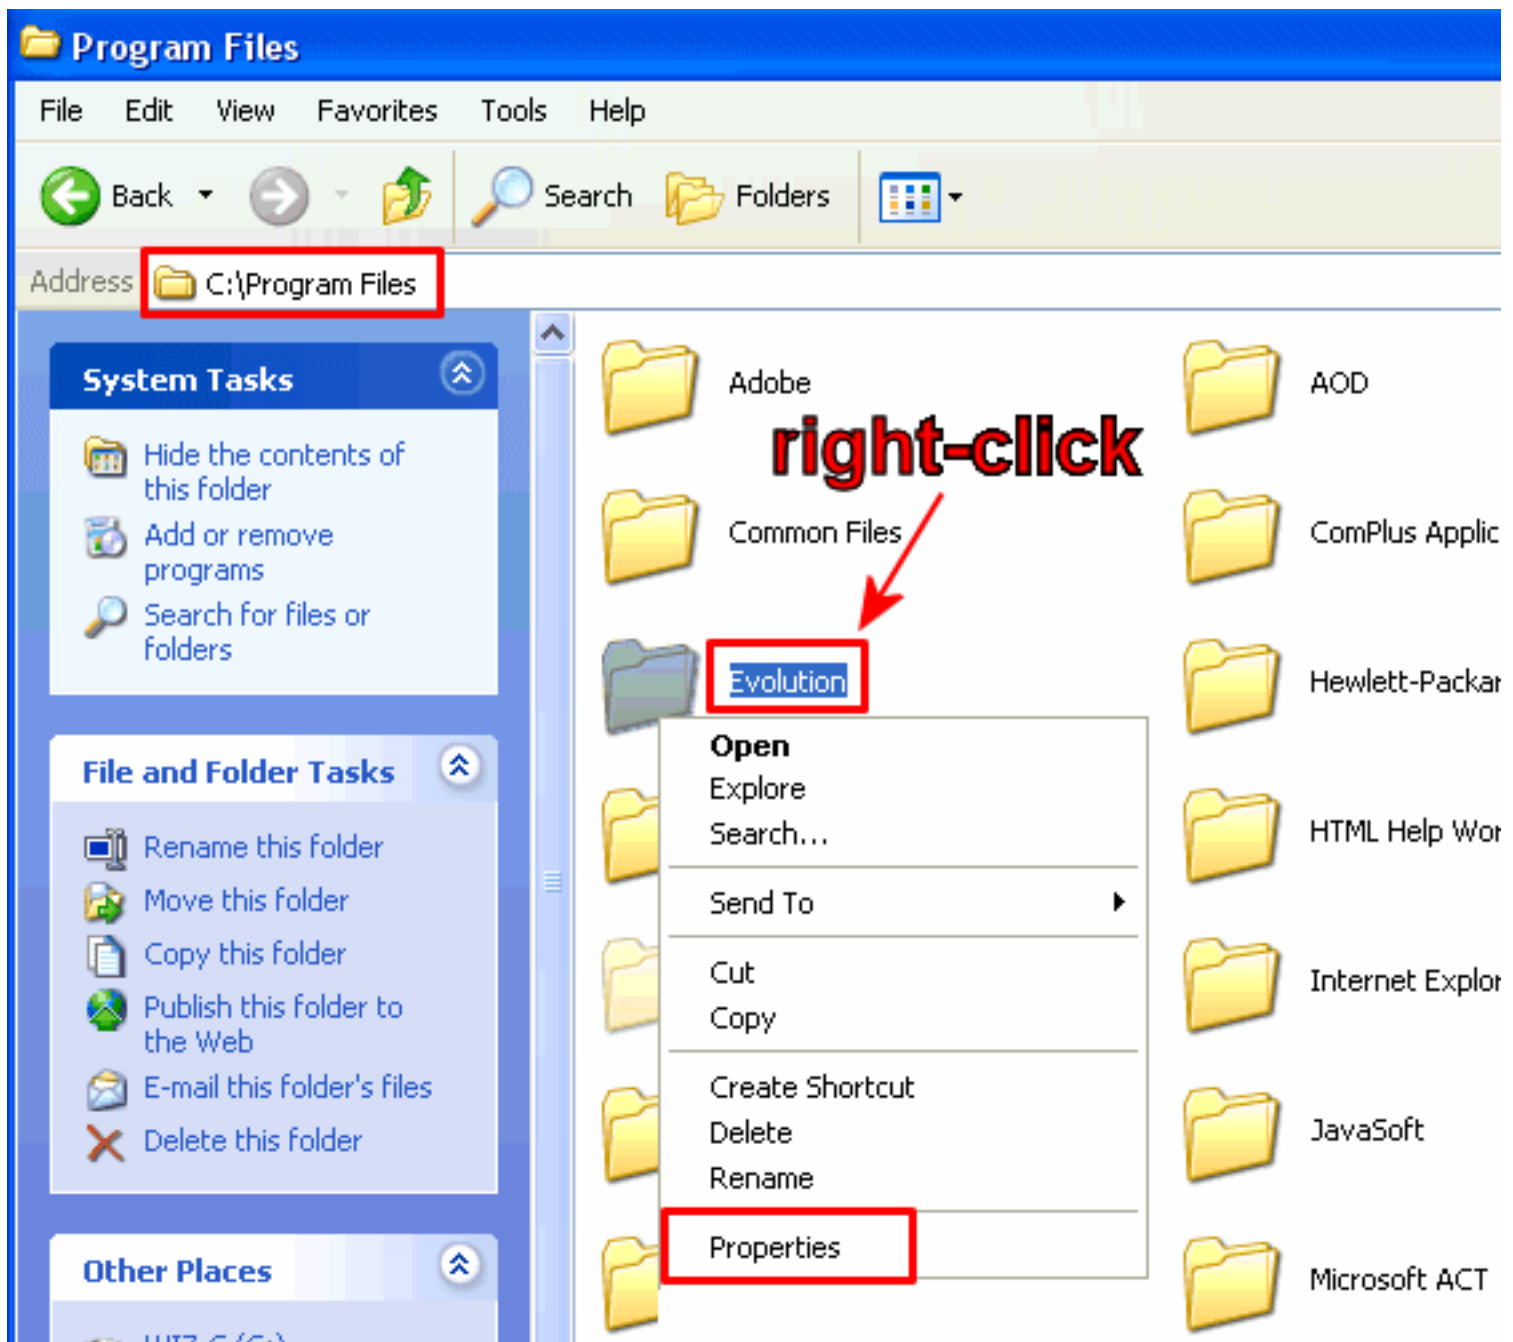 Program Files
File Edit View Favorites Tools Help
Back Search Folders
Address C:\Program Files
System Tasks
Hide the contents of
this folder
Add or remove
programs
Search for files or
folders
File and Folder Tasks
Rename this folder
Move this folder
Copy this folder
Publish this folder to
the Web
E-mail this folder's files
Delete this folder
Other Places
Adobe
AOD
right-click
Common Files
ComPlus Applic
Evolution
Hewlett-Packar
Open
Explore
Search...
HTML Help Wor
Send To
Cut
Internet Explor
Copy
Create Shortcut
JavaSoft
Delete
Rename
Properties
Microsoft ACT